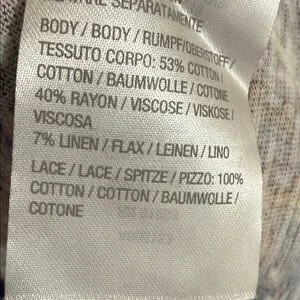 SEPARATAMENTE
BODY / BODY / RUMPF/OBERSTOFF /
TESSUTO CORPO: 53% COTTON /
COTTON / BAUMWOLLE / COTONE
40% RAYON / VISCOSE / VISKOSE /
VISCOSA
7% LINEN / FLAX / LEINEN / LINO
LACE / LACE / SPITZE / PIZZO: 100%
COTTON / COTTON / BAUMWOLLE /
COTONE